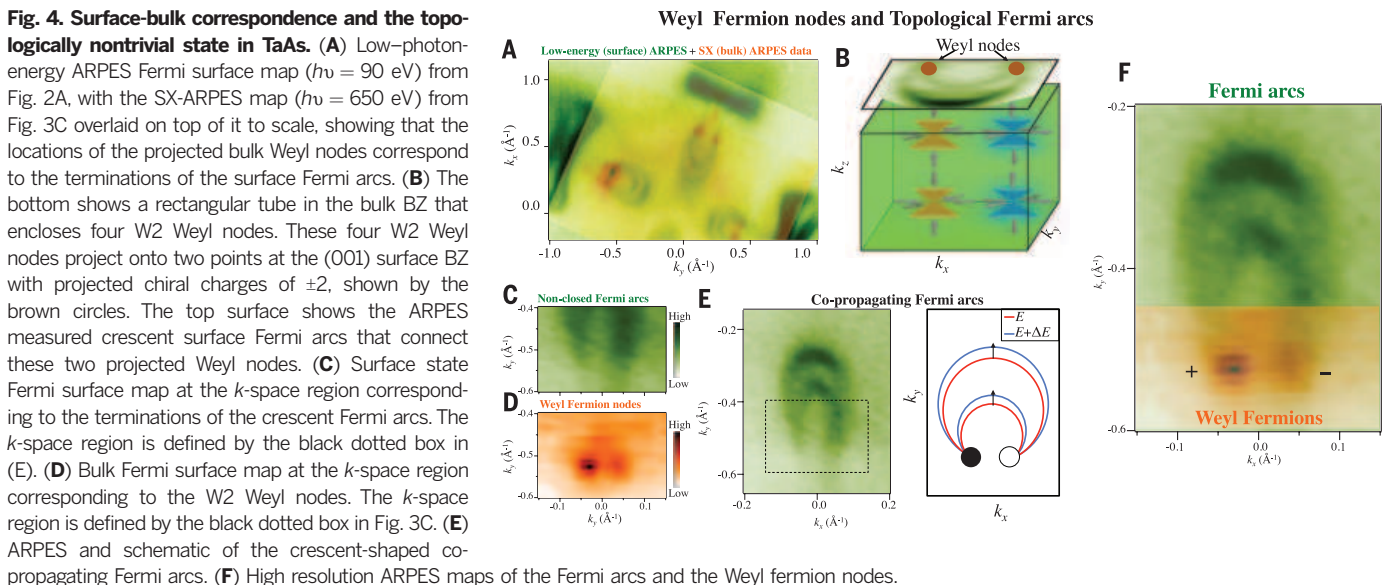 Fig. 4. Surface-bulk correspondence and the topo-
logically nontrivial state in TaAs. (A) Low–photon-
energy ARPES Fermi surface map (hυ = 90 eV) from
Fig. 2A, with the SX-ARPES map (hυ = 650 eV) from
Fig. 3C overlaid on top of it to scale, showing that the
locations of the projected bulk Weyl nodes correspond
to the terminations of the surface Fermi arcs. (B) The
bottom shows a rectangular tube in the bulk BZ that
encloses four W2 Weyl nodes. These four W2 Weyl
nodes project onto two points at the (001) surface BZ
with projected chiral charges of ±2, shown by the
brown circles. The top surface shows the ARPES
measured crescent surface Fermi arcs that connect
these two projected Weyl nodes. (C) Surface state
Fermi surface map at the k-space region correspond-
ing to the terminations of the crescent Fermi arcs. The
k-space region is defined by the black dotted box in
(E). (D) Bulk Fermi surface map at the k-space region
corresponding to the W2 Weyl nodes. The k-space
region is defined by the black dotted box in Fig. 3C. (E)
ARPES and schematic of the crescent-shaped co-
propagating Fermi arcs. (F) High resolution ARPES maps of the Fermi arcs and the Weyl fermion nodes.
Weyl Fermion nodes and Topological Fermi arcs
A
Low-energy (surface) ARPES + SX (bulk) ARPES data
1.0
0.5
0.0
kx (Å-1)
-1.0
-0.5
0.0
0.5
1.0
ky (Å-1)
B
Weyl nodes
kz
ky
kx
C
Non-closed Fermi arcs
-0.4
-0.5
-0.6
ky (Å-1)
High
Low
D
Weyl Fermion nodes
-0.4
-0.5
-0.6
ky (Å-1)
-0.1
0.0
0.1
ky (Å-1)
High
Low
E
Co-propagating Fermi arcs
-0.2
-0.4
-0.6
ky (Å-1)
-0.2
0.0
0.2
kx (Å-1)
E
E+ΔE
ky
kx
F
Fermi arcs
-0.2
-0.4
-0.6
ky (Å-1)
+
–
Weyl Fermions
-0.1
0.0
0.1
kx (Å-1)